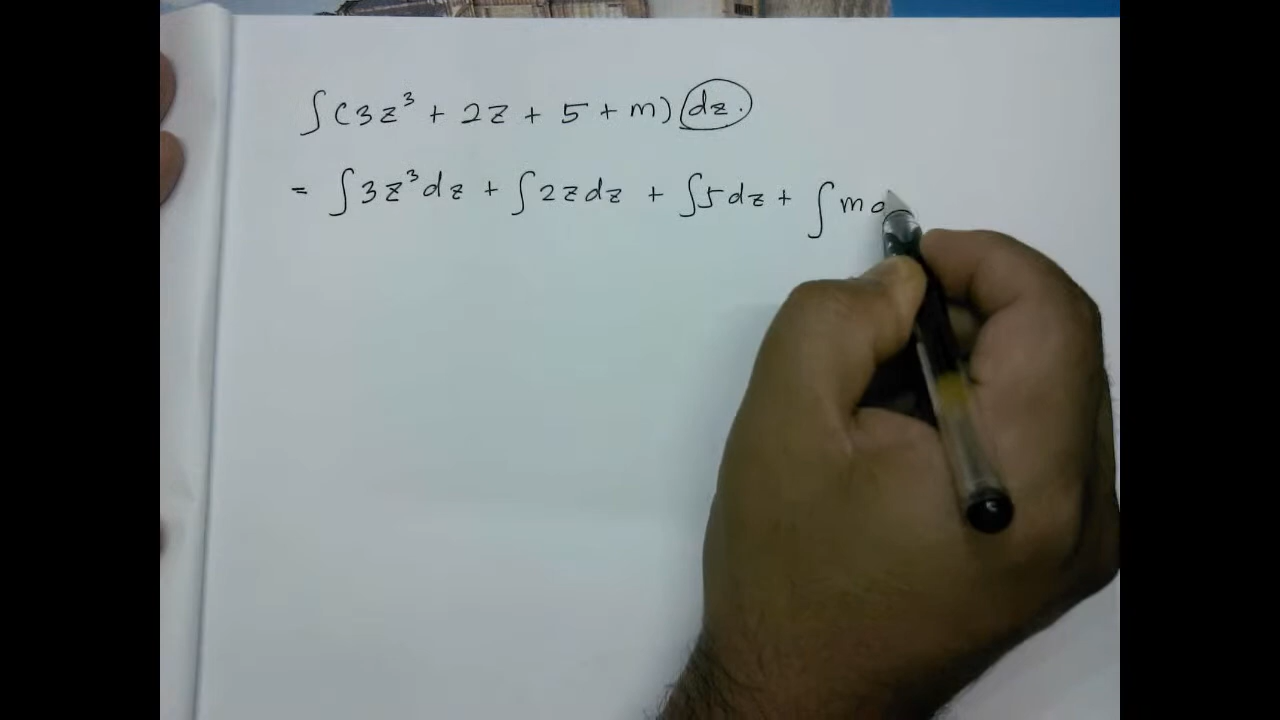 ∫(3z³ + 2z + 5 + m) dz.
= ∫3z³dz + ∫2zdz + ∫5dz + ∫m